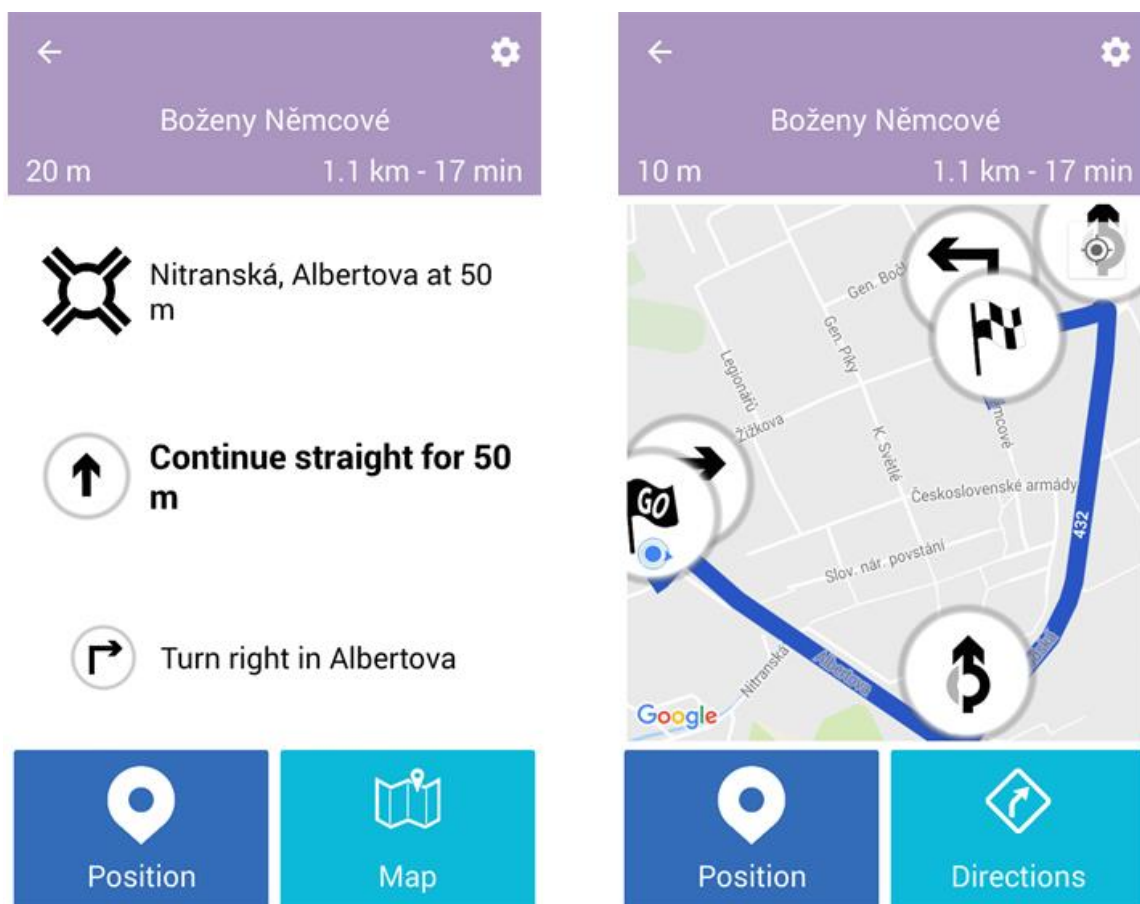 Boženy Němcové
20 m
1.1 km - 17 min
Nitranská, Albertova at 50
m
Continue straight for 50
m
Turn right in Albertova
Position
Map
Boženy Němcové
10 m
1.1 km - 17 min
Gen. Boč
Gen. Píky
Legionářů
Žižkova
K. Světlé
mcové
Československé armády
GO
432
Slov. nár. povstání
Nitranská
Albertova
Google
Position
Directions